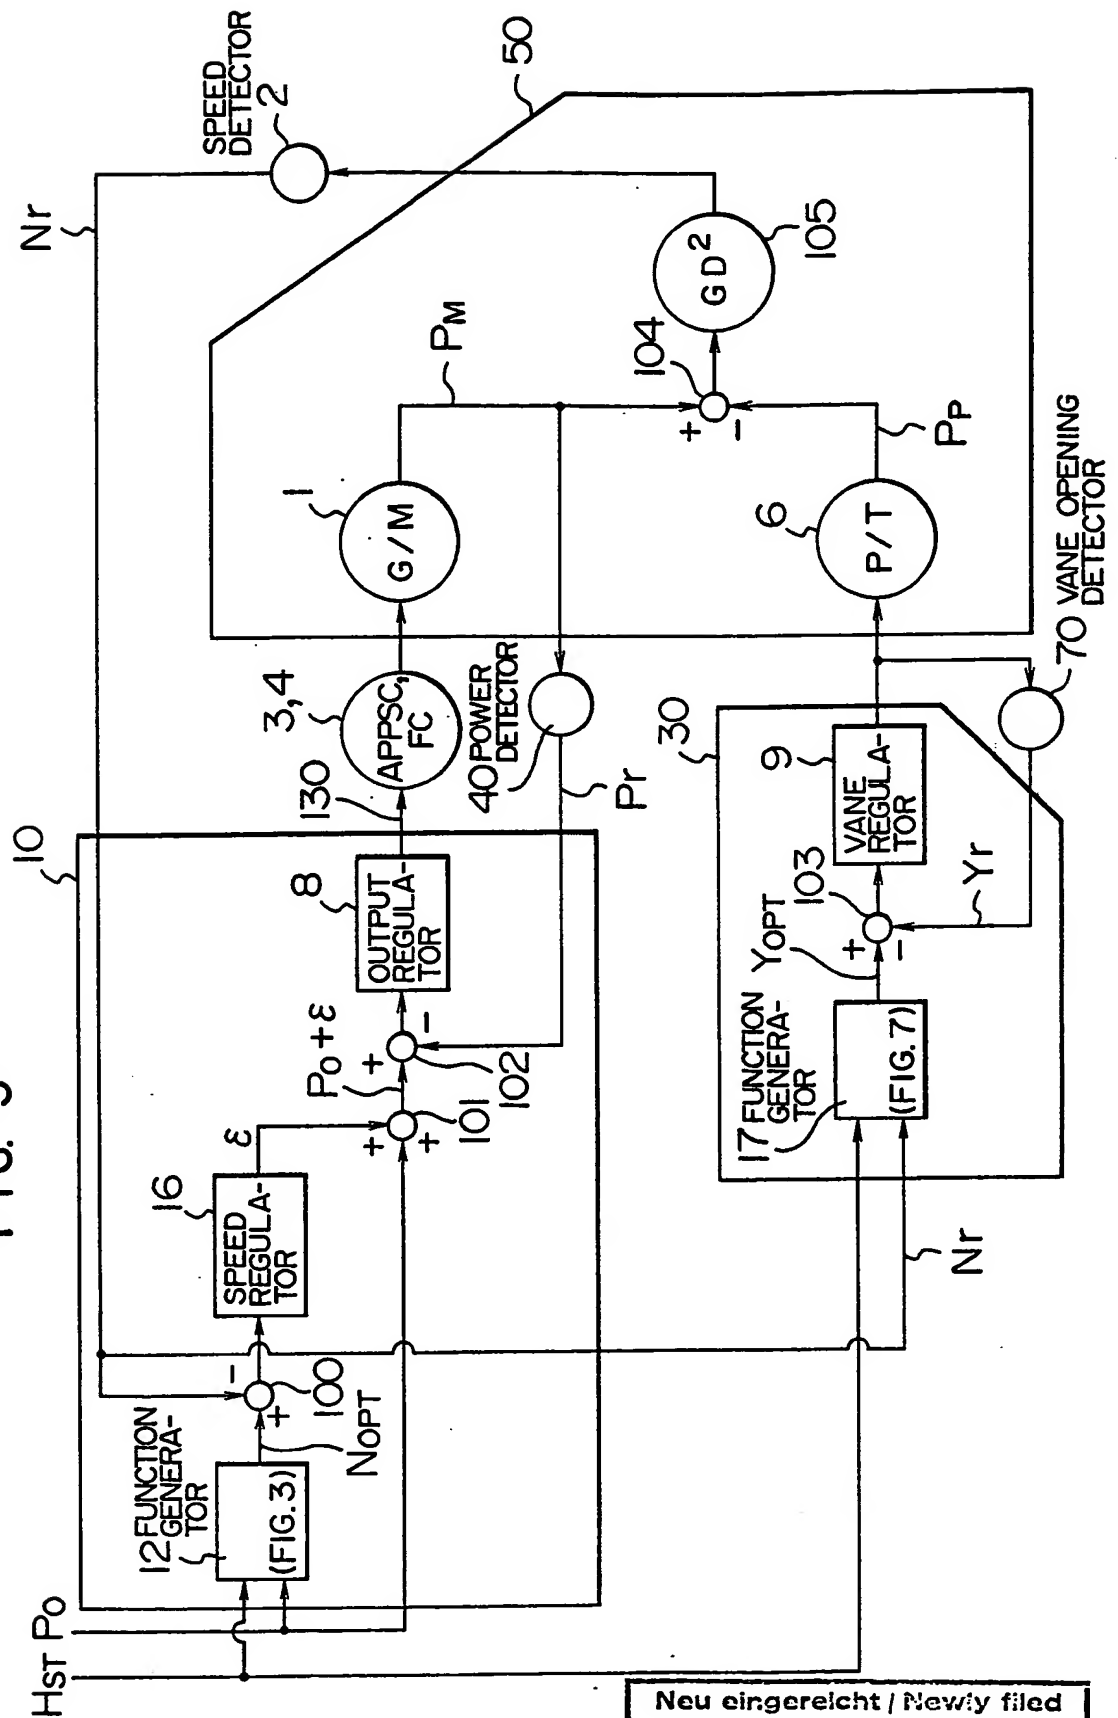 SPEED
DETECTOR
2
50
Nr
PM
104
GD²
105
1
G/M
+
-
PP
6
P/T
3,4
APPSC,
FC
130
40 POWER
DETECTOR
Pr
70 VANE OPENING
DETECTOR
30
9
VANE
REGULA-
TOR
103
YOPT
+
-
Yr
17 FUNCTION
GENERA-
TOR
(FIG. 7)
Nr
10
8
OUTPUT
REGULA-
TOR
Po+ε
+
-
102
101
+
+
ε
16
SPEED
REGULA-
TOR
-
+
100
NOPT
12 FUNCTION
GENERA-
TOR
(FIG. 3)
HST Po
Neu eingereicht / Newly filed